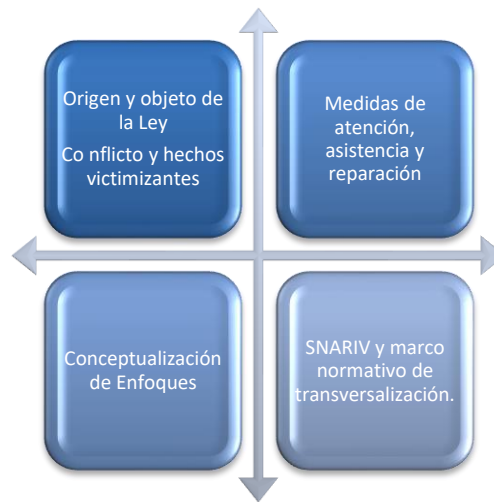 Origen y objeto de
la Ley
Co nflicto y hechos
victimizantes
Medidas de
atención,
asistencia y
reparación
Conceptualización
de Enfoques
SNARIV y marco
normativo de
transversalización.